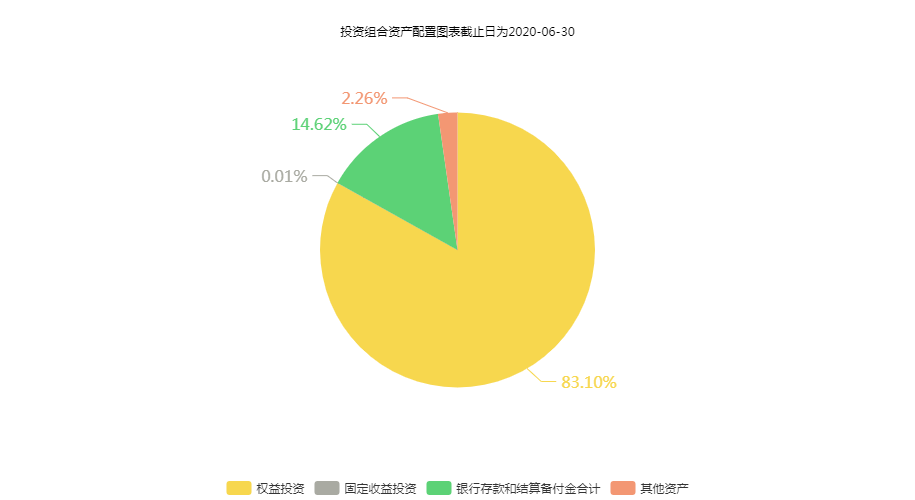 投资组合资产配置图表截止日为2020-06-30
2.26%
14.62%
0.01%
83.10%
权益投资 固定收益投资 银行存款和结算备付金合计 其他资产